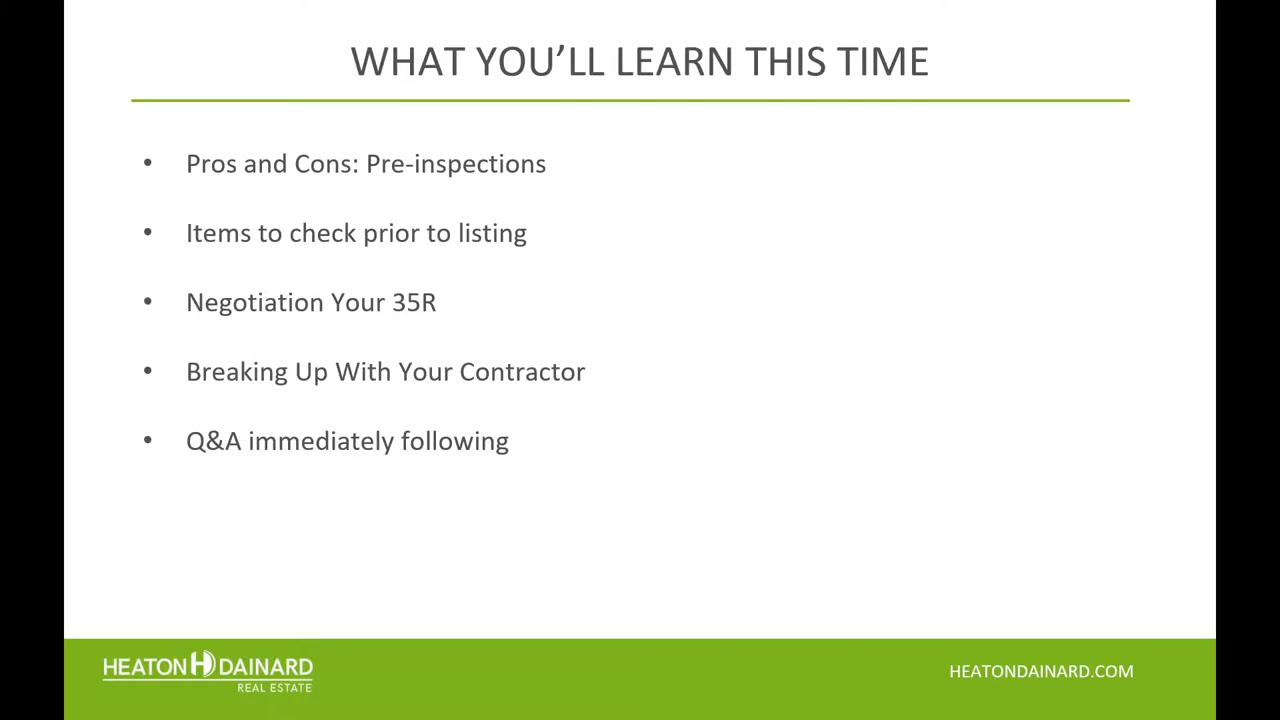 WHAT YOU’LL LEARN THIS TIME
• Pros and Cons: Pre-inspections
• Items to check prior to listing
• Negotiation Your 35R
• Breaking Up With Your Contractor
• Q&A immediately following
HEATON DAINARD
REAL ESTATE
HEATONDAINARD.COM